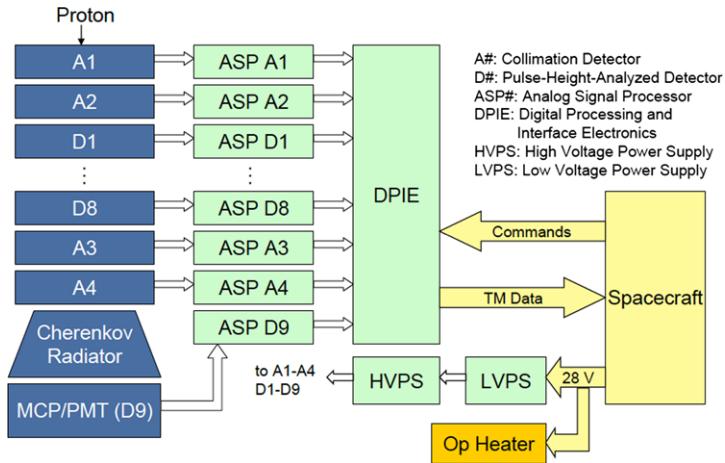 Proton
A1
ASP A1
A2
ASP A2
D1
ASP D1
⋮
⋮
D8
ASP D8
A3
ASP A3
A4
ASP A4
Cherenkov
Radiator
ASP D9
MCP/PMT (D9)
DPIE
A#: Collimation Detector
D#: Pulse-Height-Analyzed Detector
ASP#: Analog Signal Processor
DPIE: Digital Processing and
Interface Electronics
HVPS: High Voltage Power Supply
LVPS: Low Voltage Power Supply
Commands
TM Data
Spacecraft
to A1-A4
D1-D9
HVPS
LVPS
28 V
Op Heater